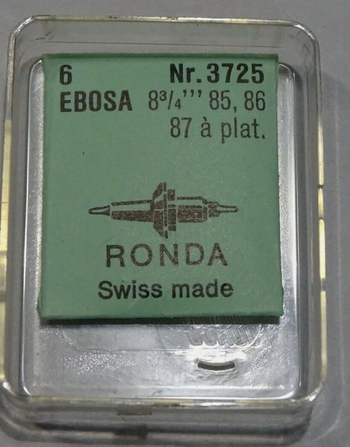 6 Nr. 3725
EBOSA 8¾''' 85, 86
87 à plat.
RONDA
Swiss made